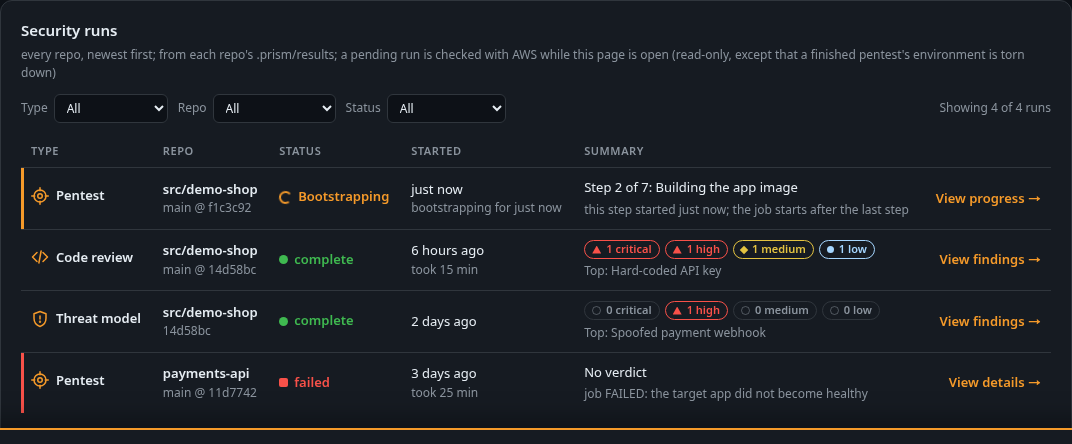 Security runs
every repo, newest first; from each repo's .prism/results; a pending run is checked with AWS while this page is open (read-only, except that a finished pentest's environment is torn
down)
Type All Repo All Status All Showing 4 of 4 runs
TYPE REPO STATUS STARTED SUMMARY
Pentest
src/demo-shop
main @ f1c3c92
Bootstrapping
just now
bootstrapping for just now
Step 2 of 7: Building the app image
this step started just now; the job starts after the last step
View progress →
Code review
src/demo-shop
main @ 14d58bc
complete
6 hours ago
took 15 min
1 critical 1 high 1 medium 1 low
Top: Hard-coded API key
View findings →
Threat model
src/demo-shop
14d58bc
complete
2 days ago
0 critical 1 high 0 medium 0 low
Top: Spoofed payment webhook
View findings →
Pentest
payments-api
main @ 11d7742
failed
3 days ago
took 25 min
No verdict
job FAILED: the target app did not become healthy
View details →